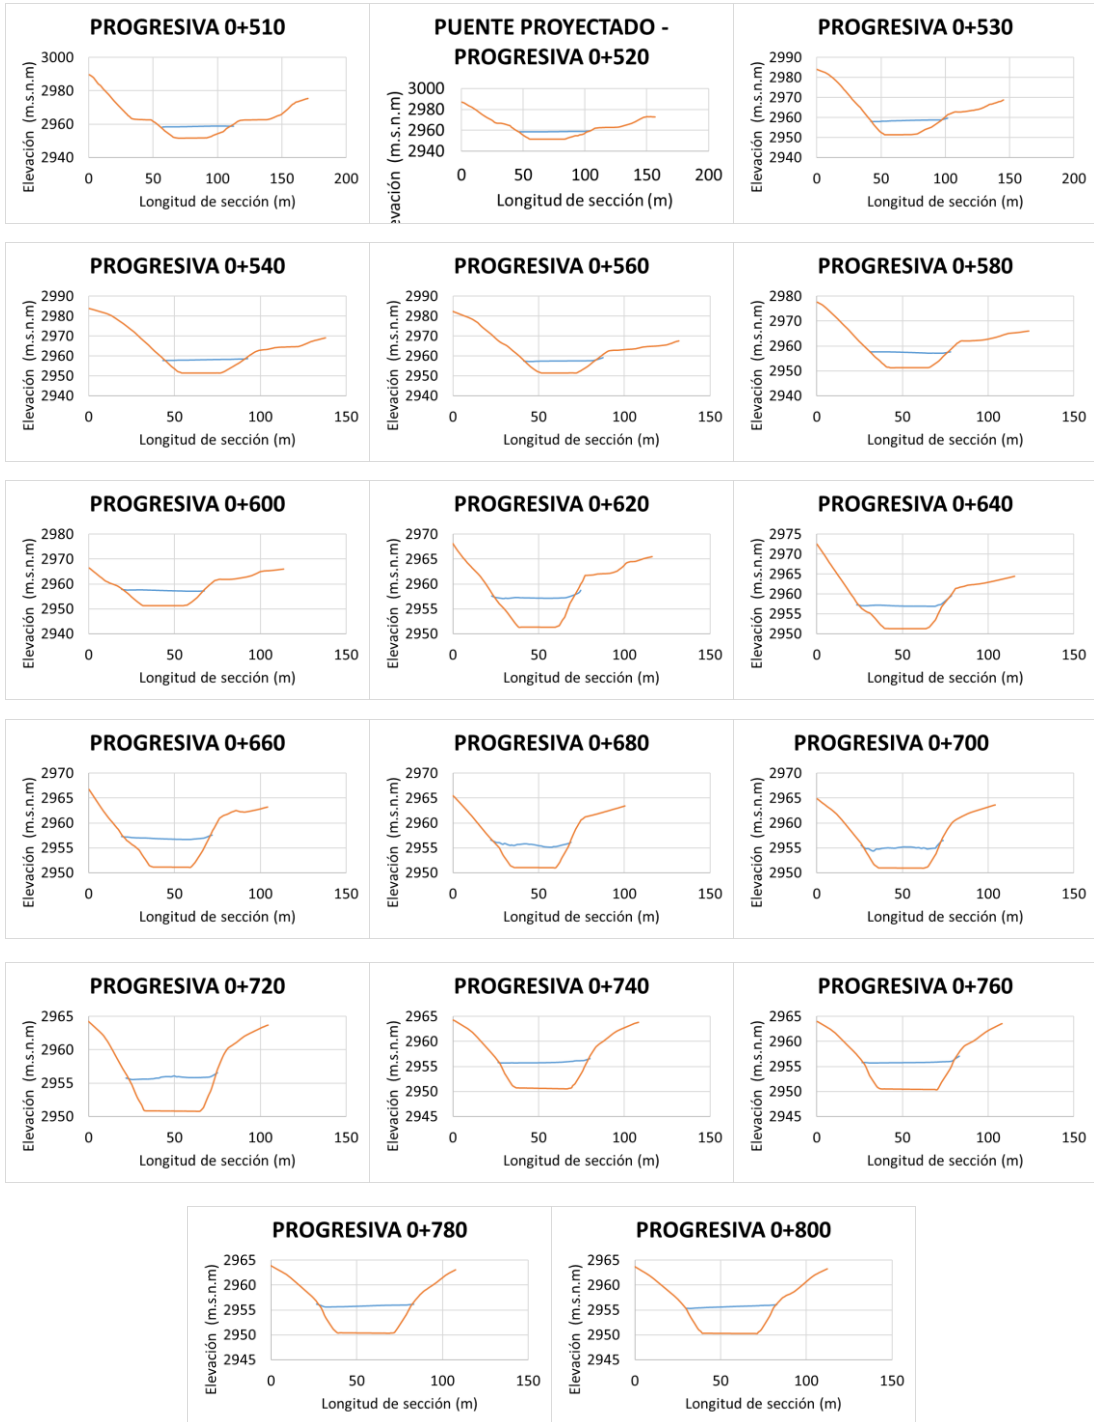 PROGRESIVA 0+510
Elevación (m.s.n.m)
3000
2980
2960
2940
0 50 100 150 200
Longitud de sección (m)
PUENTE PROYECTADO -
PROGRESIVA 0+520
evación (m.s.n.m)
3000
2980
2960
2940
0 50 100 150 200
Longitud de sección (m)
PROGRESIVA 0+530
Elevación (m.s.n.m)
2990
2980
2970
2960
2950
2940
0 50 100 150 200
Longitud de sección (m)
PROGRESIVA 0+540
Elevación (m.s.n.m)
2990
2980
2970
2960
2950
2940
0 50 100 150
Longitud de sección (m)
PROGRESIVA 0+560
Elevación (m.s.n.m)
2990
2980
2970
2960
2950
2940
0 50 100 150
Longitud de sección (m)
PROGRESIVA 0+580
Elevación (m.s.n.m)
2980
2970
2960
2950
2940
0 50 100 150
Longitud de sección (m)
PROGRESIVA 0+600
Elevación (m.s.n.m)
2980
2970
2960
2950
2940
0 50 100 150
Longitud de sección (m)
PROGRESIVA 0+620
Elevación (m.s.n.m)
2970
2965
2960
2955
2950
0 50 100 150
Longitud de sección (m)
PROGRESIVA 0+640
Elevación (m.s.n.m)
2975
2970
2965
2960
2955
2950
0 50 100 150
Longitud de sección (m)
PROGRESIVA 0+660
Elevación (m.s.n.m)
2970
2965
2960
2955
2950
0 50 100 150
Longitud de sección (m)
PROGRESIVA 0+680
Elevación (m.s.n.m)
2970
2965
2960
2955
2950
0 50 100 150
Longitud de sección (m)
PROGRESIVA 0+700
Elevación (m.s.n.m)
2970
2965
2960
2955
2950
0 50 100 150
Longitud de sección (m)
PROGRESIVA 0+720
Elevación (m.s.n.m)
2965
2960
2955
2950
0 50 100 150
Longitud de sección (m)
PROGRESIVA 0+740
Elevación (m.s.n.m)
2965
2960
2955
2950
2945
0 50 100 150
Longitud de sección (m)
PROGRESIVA 0+760
Elevación (m.s.n.m)
2965
2960
2955
2950
2945
0 50 100 150
Longitud de sección (m)
PROGRESIVA 0+780
Elevación (m.s.n.m)
2965
2960
2955
2950
2945
0 50 100 150
Longitud de sección (m)
PROGRESIVA 0+800
Elevación (m.s.n.m)
2965
2960
2955
2950
2945
0 50 100 150
Longitud de sección (m)